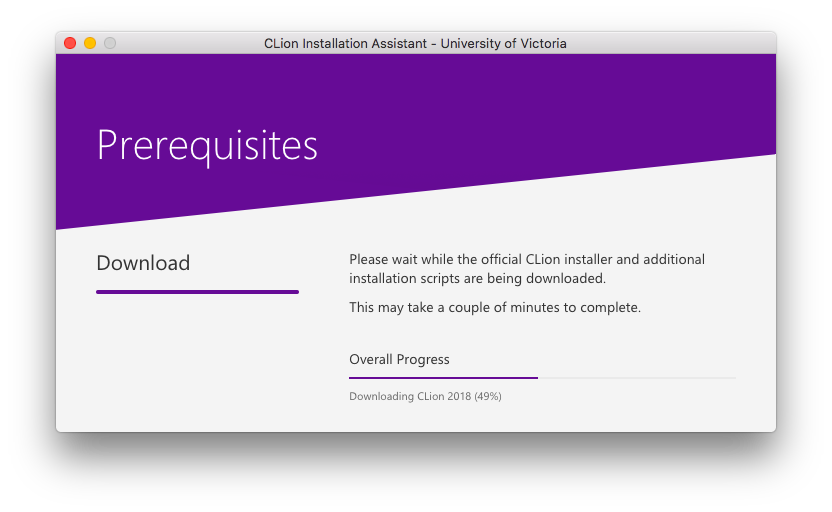 CLion Installation Assistant - University of Victoria
Prerequisites
Download
Please wait while the official CLion installer and additional
installation scripts are being downloaded.
This may take a couple of minutes to complete.
Overall Progress
Downloading CLion 2018 (49%)